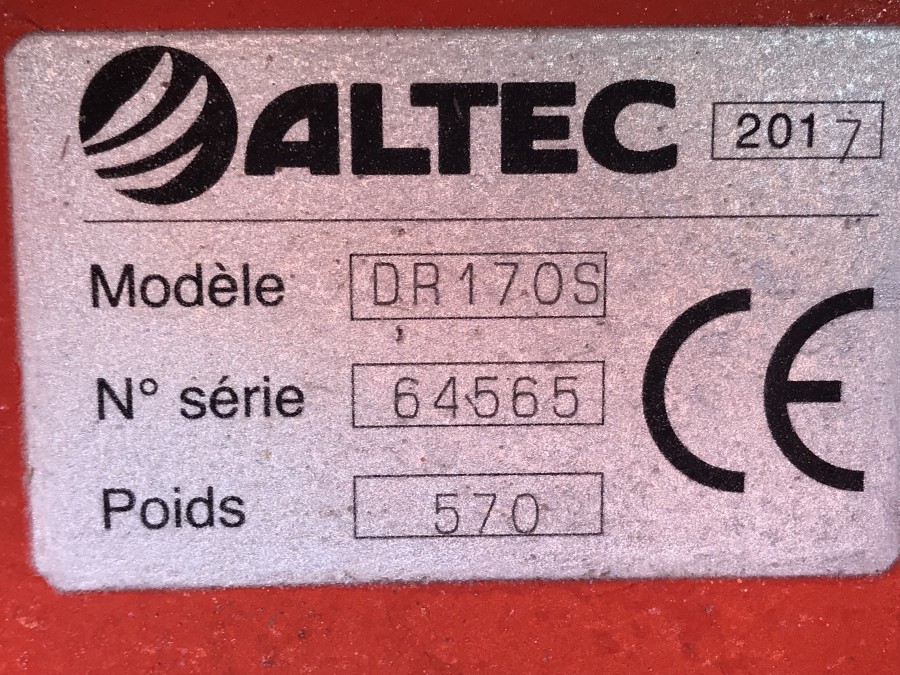 ALTEC 2017
Modèle DR170S
N° série 64565
Poids 570
CE